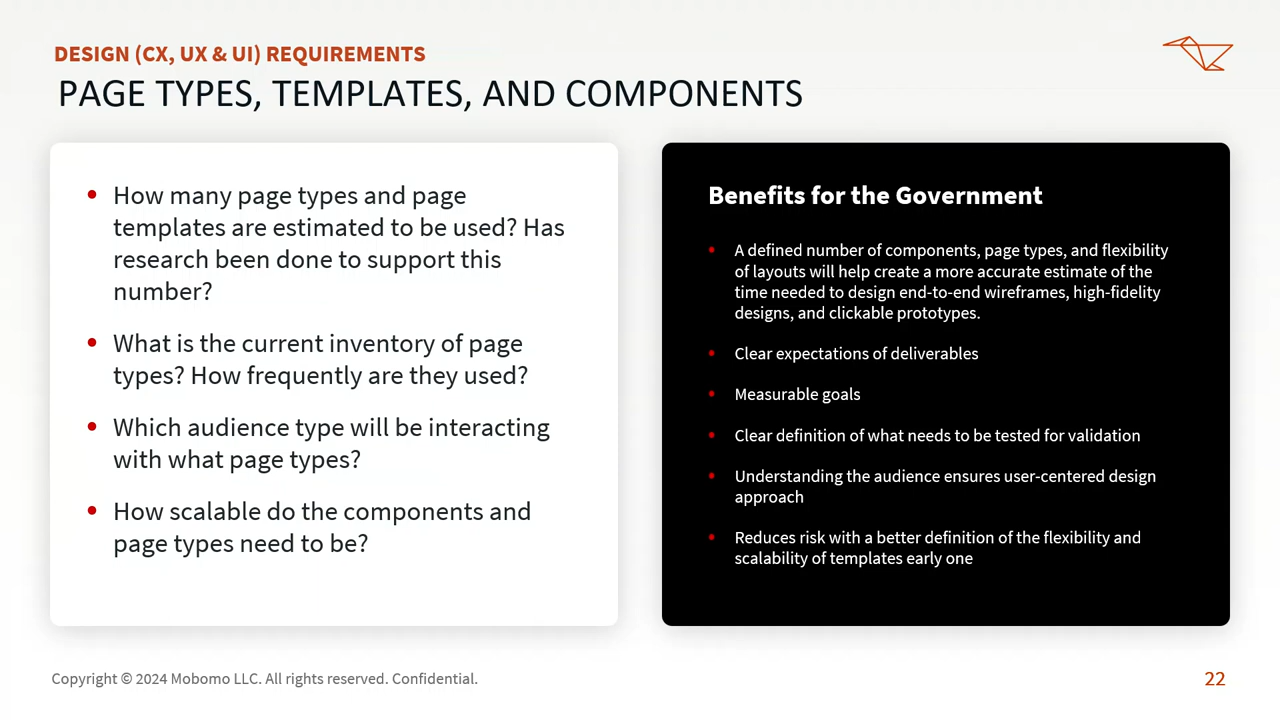 DESIGN (CX, UX & UI) REQUIREMENTS
PAGE TYPES, TEMPLATES, AND COMPONENTS
• How many page types and page
templates are estimated to be used? Has
research been done to support this
number?
• What is the current inventory of page
types? How frequently are they used?
• Which audience type will be interacting
with what page types?
• How scalable do the components and
page types need to be?
Benefits for the Government
• A defined number of components, page types, and flexibility
of layouts will help create a more accurate estimate of the
time needed to design end-to-end wireframes, high-fidelity
designs, and clickable prototypes.
• Clear expectations of deliverables
• Measurable goals
• Clear definition of what needs to be tested for validation
• Understanding the audience ensures user-centered design
approach
• Reduces risk with a better definition of the flexibility and
scalability of templates early one
Copyright © 2024 Mobomo LLC. All rights reserved. Confidential.
22